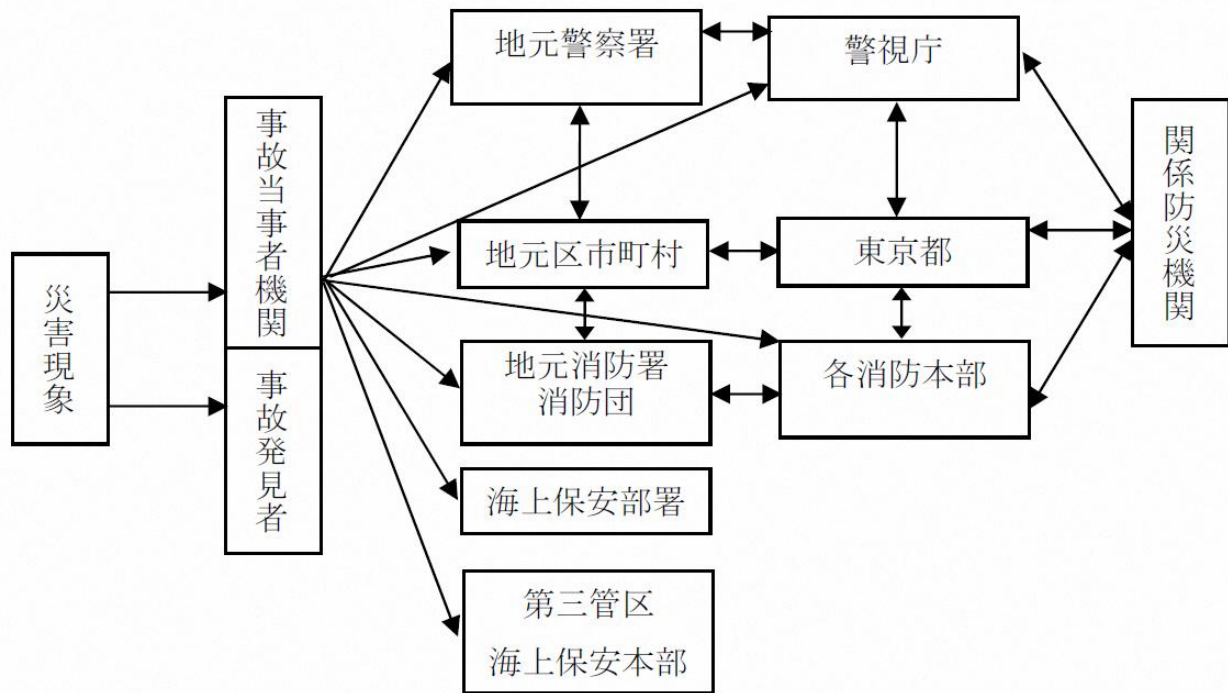 災害現象
事故当事者機関
事故発見者
地元警察署
警視庁
地元区市町村
東京都
地元消防署
消防団
各消防本部
海上保安部署
第三管区
海上保安本部
関係防災機関